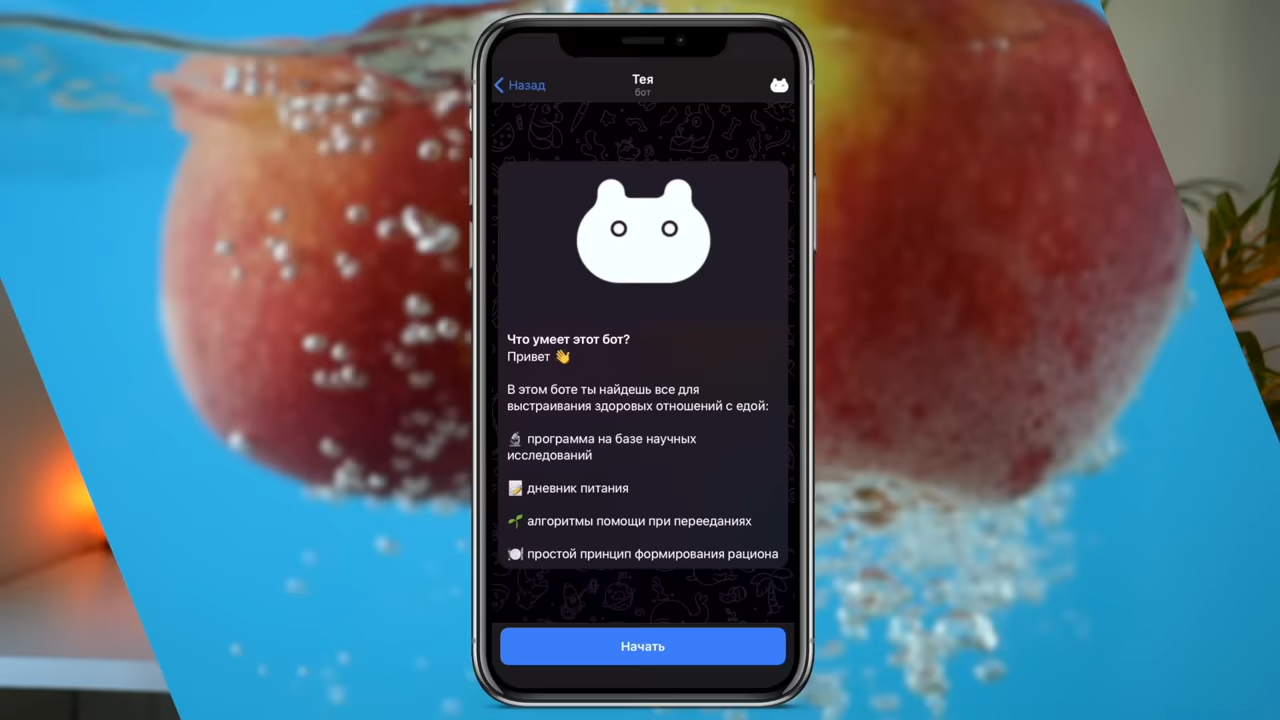 Назад
Тея
бот
Что умеет этот бот?
Привет 👋
В этом боте ты найдешь все для
выстраивания здоровых отношений с едой:
🔬 программа на базе научных
исследований
📝 дневник питания
🌱 алгоритмы помощи при перееданиях
🍽 простой принцип формирования рациона
Начать